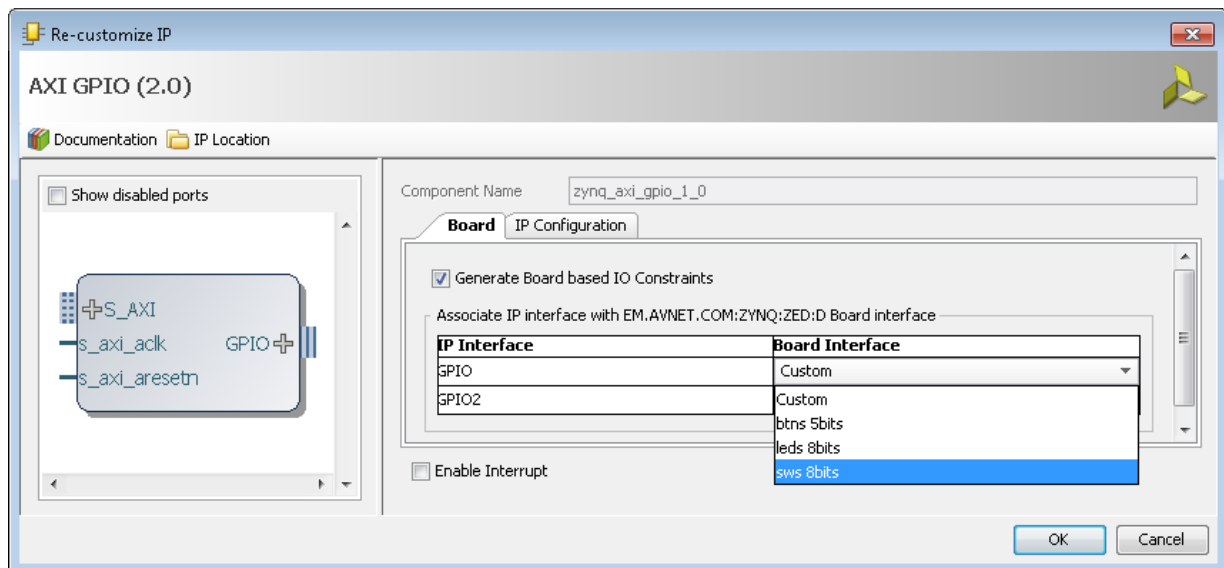 Re-customize IP
AXI GPIO (2.0)
Documentation IP Location
Show disabled ports
S_AXI
s_axi_aclk GPIO
s_axi_aresetn
Component Name zynq_axi_gpio_1_0
Board IP Configuration
Generate Board based IO Constraints
Associate IP interface with EM.AVNET.COM:ZYNQ:ZED:D Board interface
IP Interface Board Interface
GPIO Custom
GPIO2
Custom
btns 5bits
leds 8bits
sws 8bits
Enable Interrupt
OK Cancel